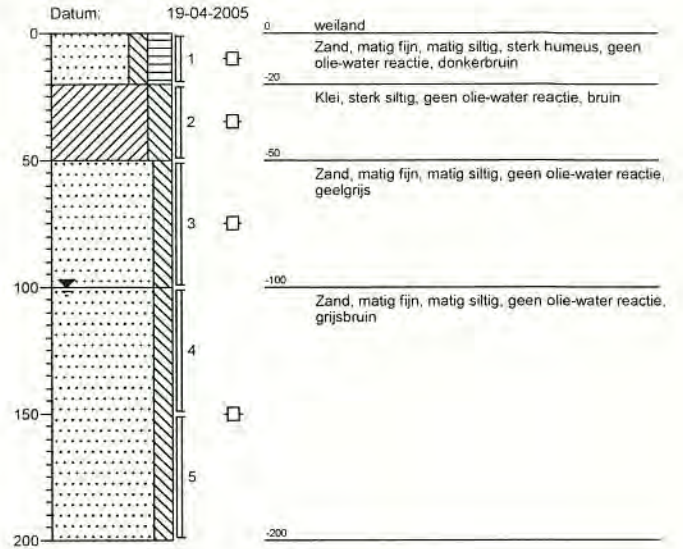 Datum: 19-04-2005
0
0 weiland
Zand, matig fijn, matig siltig, sterk humeus, geen
olie-water reactie, donkerbruin
1
-20
Klei, sterk siltig, geen olie-water reactie, bruin
2
50
-50
Zand, matig fijn, matig siltig, geen olie-water reactie,
geelgrijs
3
100
-100
Zand, matig fijn, matig siltig, geen olie-water reactie,
grijsbruin
4
150
5
200
-200